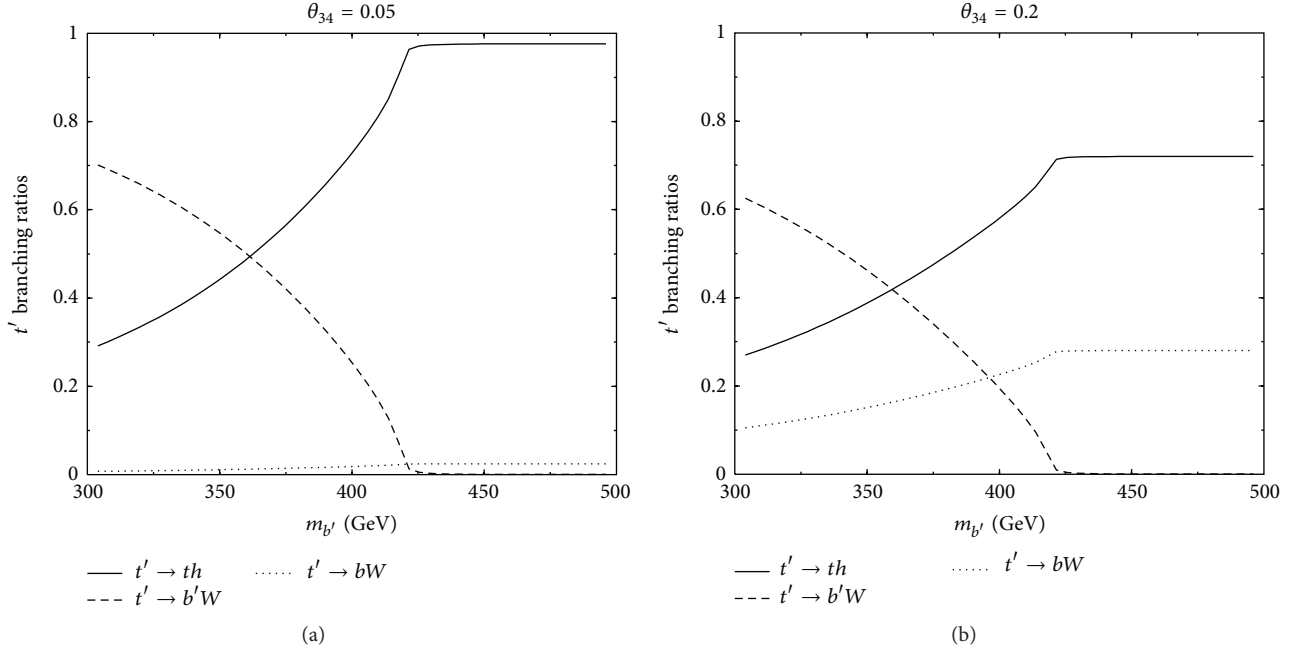 θ34 = 0.05
1
0.8
0.6
0.4
0.2
0
t′ branching ratios
300
350
400
450
500
mb′ (GeV)
t′ → th
t′ → bW
t′ → b′W
(a)
θ34 = 0.2
1
0.8
0.6
0.4
0.2
0
t′ branching ratios
300
350
400
450
500
mb′ (GeV)
t′ → th
t′ → bW
t′ → b′W
(b)